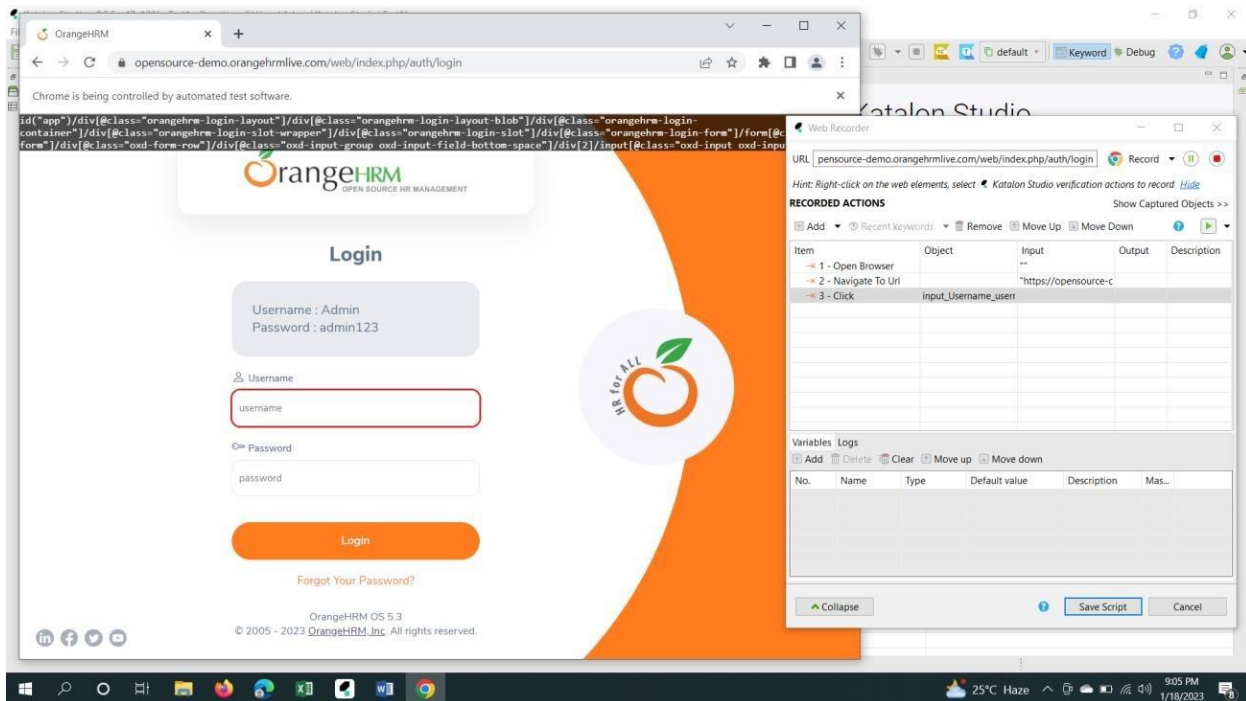 OrangeHRM
opensource-demo.orangehrmlive.com/web/index.php/auth/login
default
Keyword
Debug
Chrome is being controlled by automated test software.
id("app")/div[@class="orangehrm-login-layout"]/div[@class="orangehrm-login-layout-blob"]/div[@class="orangehrm-login-
container"]/div[@class="orangehrm-login-slot-wrapper"]/div[@class="orangehrm-login-slot"]/div[@class="orangehrm-login-form"]/form[@c
form"]/div[@class="oxd-form-row"]/div[@class="oxd-input-group oxd-input-field-bottom-space"]/div[2]/input[@class="oxd-input oxd-inpu
Katalon Studio
OrangeHRM
OPEN SOURCE HR MANAGEMENT
Login
Username : Admin
Password : admin123
Username
username
Password
password
Login
Forgot Your Password?
OrangeHRM OS 5.3
© 2005 - 2023 OrangeHRM, Inc. All rights reserved.
HR for ALL
Web Recorder
URL pensource-demo.orangehrmlive.com/web/index.php/auth/login Record
Hint: Right-click on the web elements, select Katalon Studio verification actions to record Hide
RECORDED ACTIONS Show Captured Objects >>
Add Recent keywords Remove Move Up Move Down
Item Object Input Output Description
1 - Open Browser ""
2 - Navigate To Url "https://opensource-c
3 - Click input_Username_usern
Variables Logs
Add Delete Clear Move up Move down
No. Name Type Default value Description Mas...
Collapse Save Script Cancel
25°C Haze
9:05 PM
1/18/2023